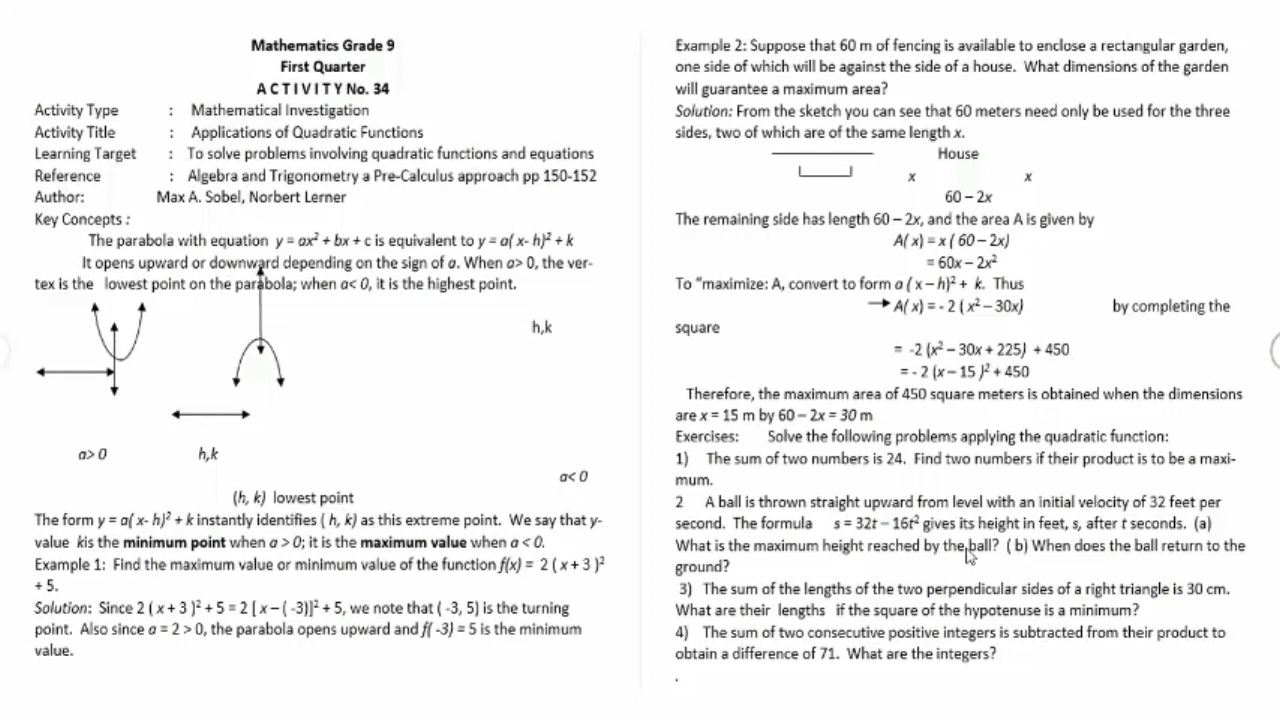 Mathematics Grade 9
First Quarter
A C T I V I T Y No. 34
Activity Type : Mathematical Investigation
Activity Title : Applications of Quadratic Functions
Learning Target : To solve problems involving quadratic functions and equations
Reference : Algebra and Trigonometry a Pre-Calculus approach pp 150-152
Author: Max A. Sobel, Norbert Lerner
Key Concepts :
The parabola with equation y = ax² + bx + c is equivalent to y = a( x- h)² + k
It opens upward or downward depending on the sign of a. When a> 0, the ver-
tex is the lowest point on the parabola; when a< 0, it is the highest point.
h,k
a> 0 h,k
a< 0
(h, k) lowest point
The form y = a( x- h)² + k instantly identifies ( h, k) as this extreme point. We say that y-
value kis the minimum point when a > 0; it is the maximum value when a < 0.
Example 1: Find the maximum value or minimum value of the function f(x) = 2 ( x + 3 )²
+ 5.
Solution: Since 2 ( x + 3 )² + 5 = 2 [ x – ( -3)]² + 5, we note that ( -3, 5) is the turning
point. Also since a = 2 > 0, the parabola opens upward and f( -3) = 5 is the minimum
value.
Example 2: Suppose that 60 m of fencing is available to enclose a rectangular garden,
one side of which will be against the side of a house. What dimensions of the garden
will guarantee a maximum area?
Solution: From the sketch you can see that 60 meters need only be used for the three
sides, two of which are of the same length x.
House
x x
60 – 2x
The remaining side has length 60 – 2x, and the area A is given by
A( x) = x ( 60 – 2x)
= 60x – 2x²
To "maximize: A, convert to form a ( x – h)² + k. Thus
A( x) = - 2 ( x² – 30x) by completing the
square
= -2 (x² – 30x + 225) + 450
= - 2 (x – 15 )² + 450
Therefore, the maximum area of 450 square meters is obtained when the dimensions
are x = 15 m by 60 – 2x = 30 m
Exercises: Solve the following problems applying the quadratic function:
1) The sum of two numbers is 24. Find two numbers if their product is to be a maxi-
mum.
2 A ball is thrown straight upward from level with an initial velocity of 32 feet per
second. The formula s = 32t – 16t² gives its height in feet, s, after t seconds. (a)
What is the maximum height reached by the ball? ( b) When does the ball return to the
ground?
3) The sum of the lengths of the two perpendicular sides of a right triangle is 30 cm.
What are their lengths if the square of the hypotenuse is a minimum?
4) The sum of two consecutive positive integers is subtracted from their product to
obtain a difference of 71. What are the integers?
.